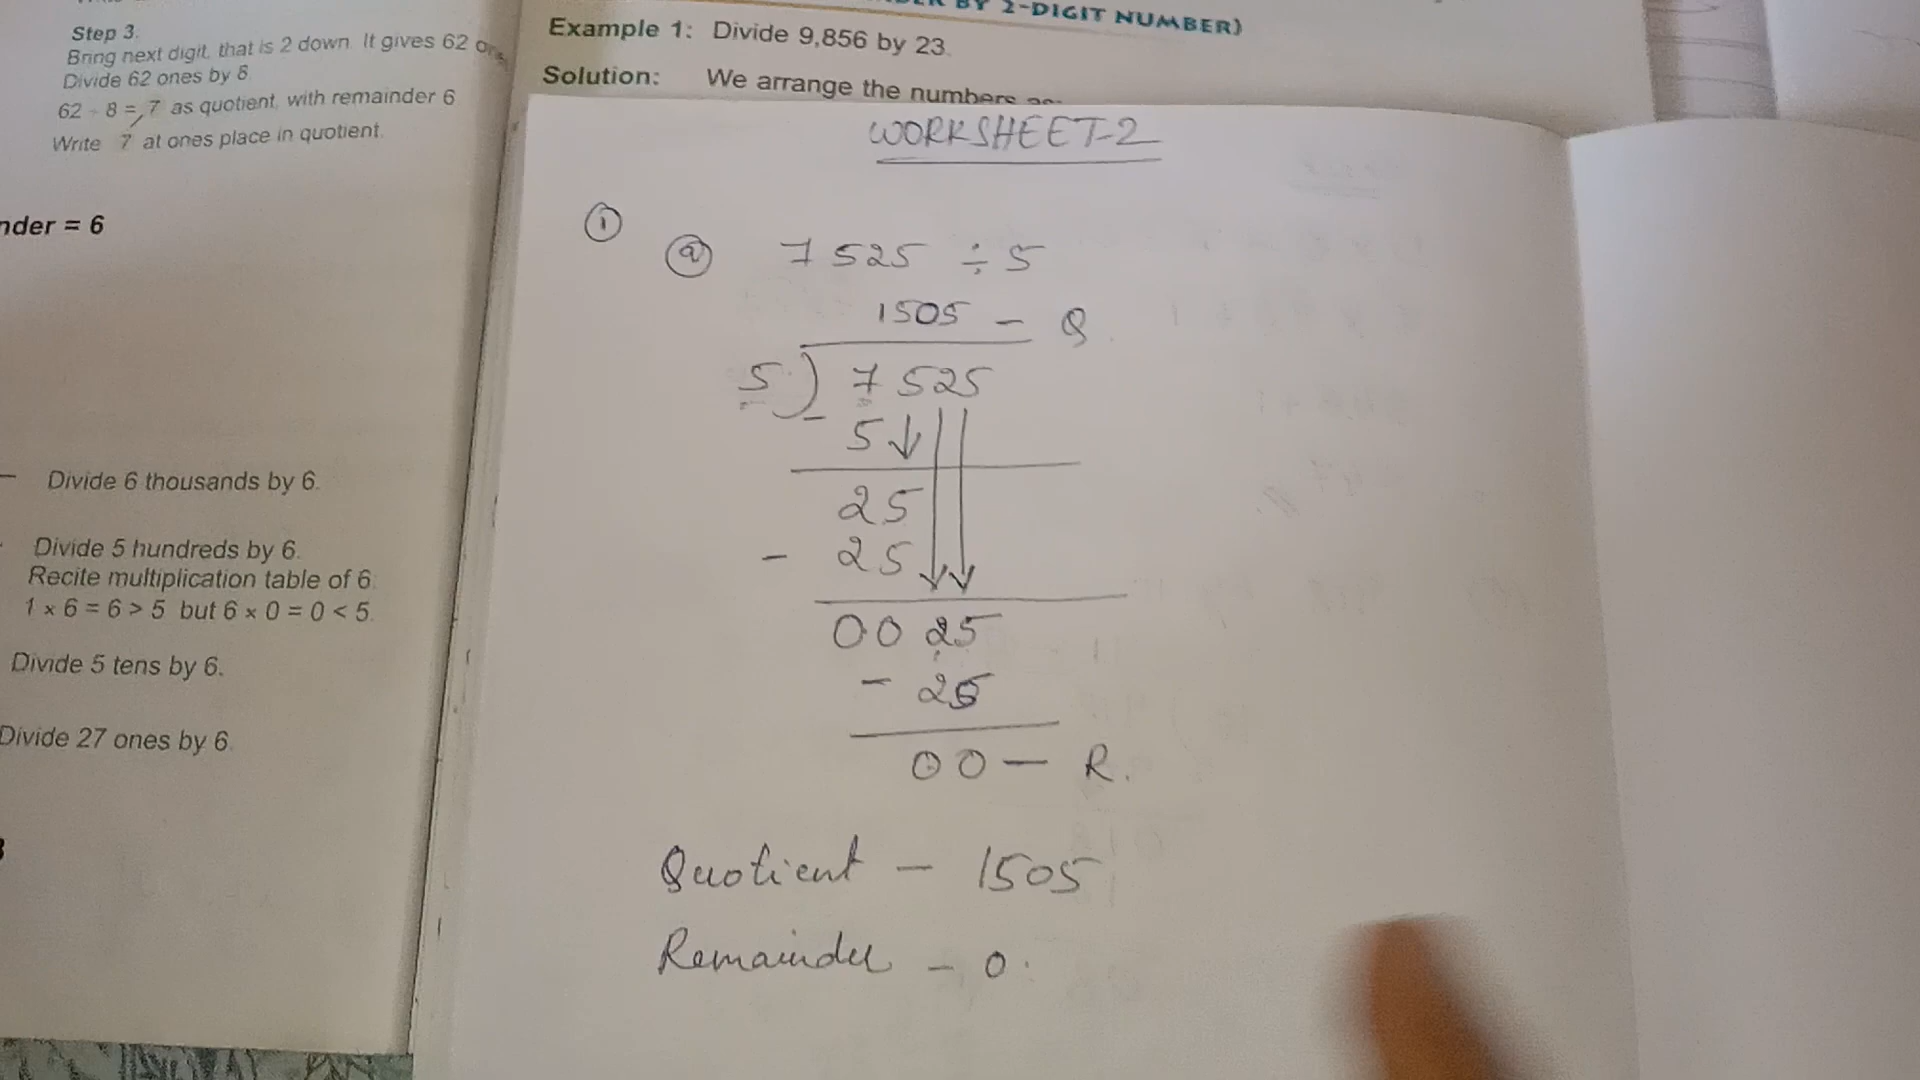 Step 3.
Bring next digit, that is 2 down. It gives 62 ones
Divide 62 ones by 8
62 ÷ 8 = 7 as quotient, with remainder 6
Write 7 at ones place in quotient.
nder = 6
Divide 6 thousands by 6.
Divide 5 hundreds by 6.
Recite multiplication table of 6.
1 × 6 = 6 > 5 but 6 × 0 = 0 < 5.
Divide 5 tens by 6.
Divide 27 ones by 6.
BY 2-DIGIT NUMBER)
Example 1: Divide 9,856 by 23.
Solution: We arrange the numbers as:
WORKSHEET-2
1
a 7525 ÷ 5
1505 - Q
5) 7525
- 5
25
- 25
0025
- 25
00 - R.
Quotient - 1505
Remainder - 0.